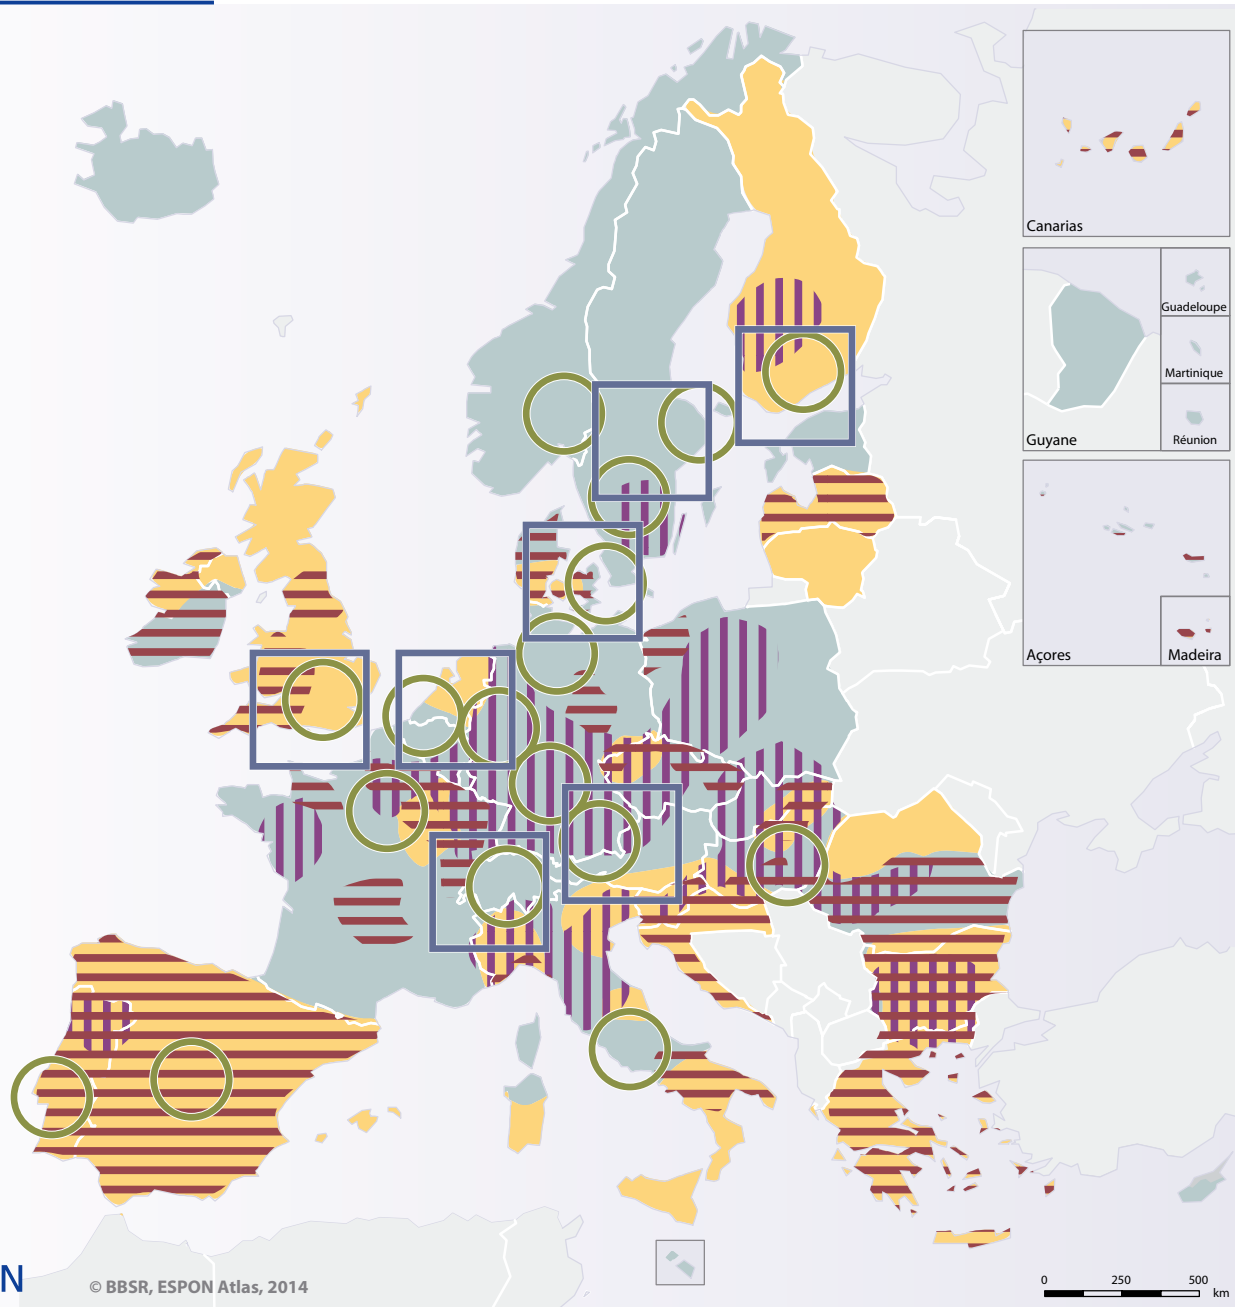 Canarias
Guadeloupe
Martinique
Guyane
Réunion
Açores
Madeira
N
© BBSR, ESPON Atlas, 2014
0 250 500
km